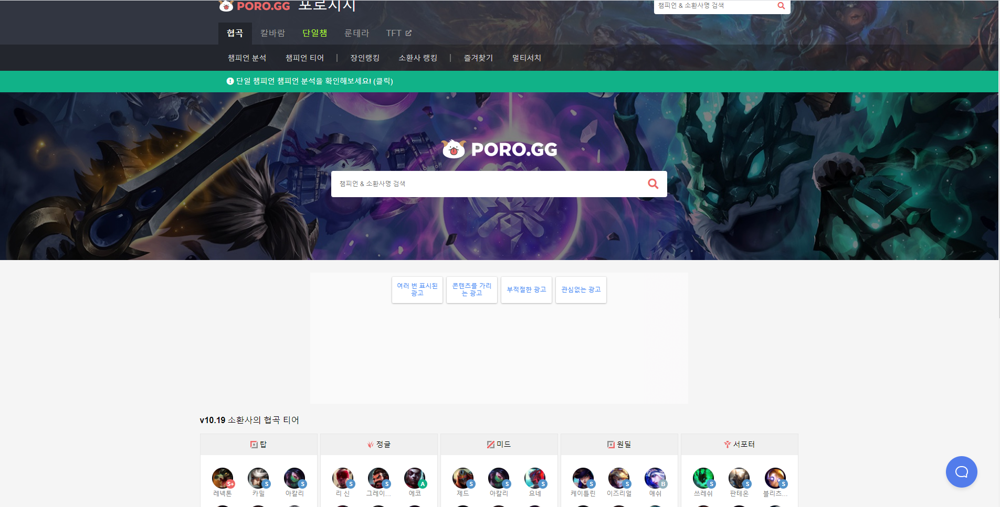 PORO.GG 포로지지
챔피언 & 소환사명 검색
협곡 칼바람 단일챔 룬테라 TFT
챔피언 분석 챔피언 티어 | 장인랭킹 소환사 랭킹 | 즐겨찾기 멀티서치
단일 챔피언 챔피언 분석을 확인해보세요! (클릭)
PORO.GG
챔피언 & 소환사명 검색
여러 번 표시된 광고
콘텐츠를 가리는 광고
부적절한 광고
관심없는 광고
v10.19 소환사의 협곡 티어
탑 정글 미드 원딜 서포터
S+ S S S S A S S S S S B S S S
레넥톤 카밀 아칼리 리 신 그레이... 에코 제드 아칼리 요네 케이틀린 이즈리얼 애쉬 쓰레쉬 판테온 블리츠...